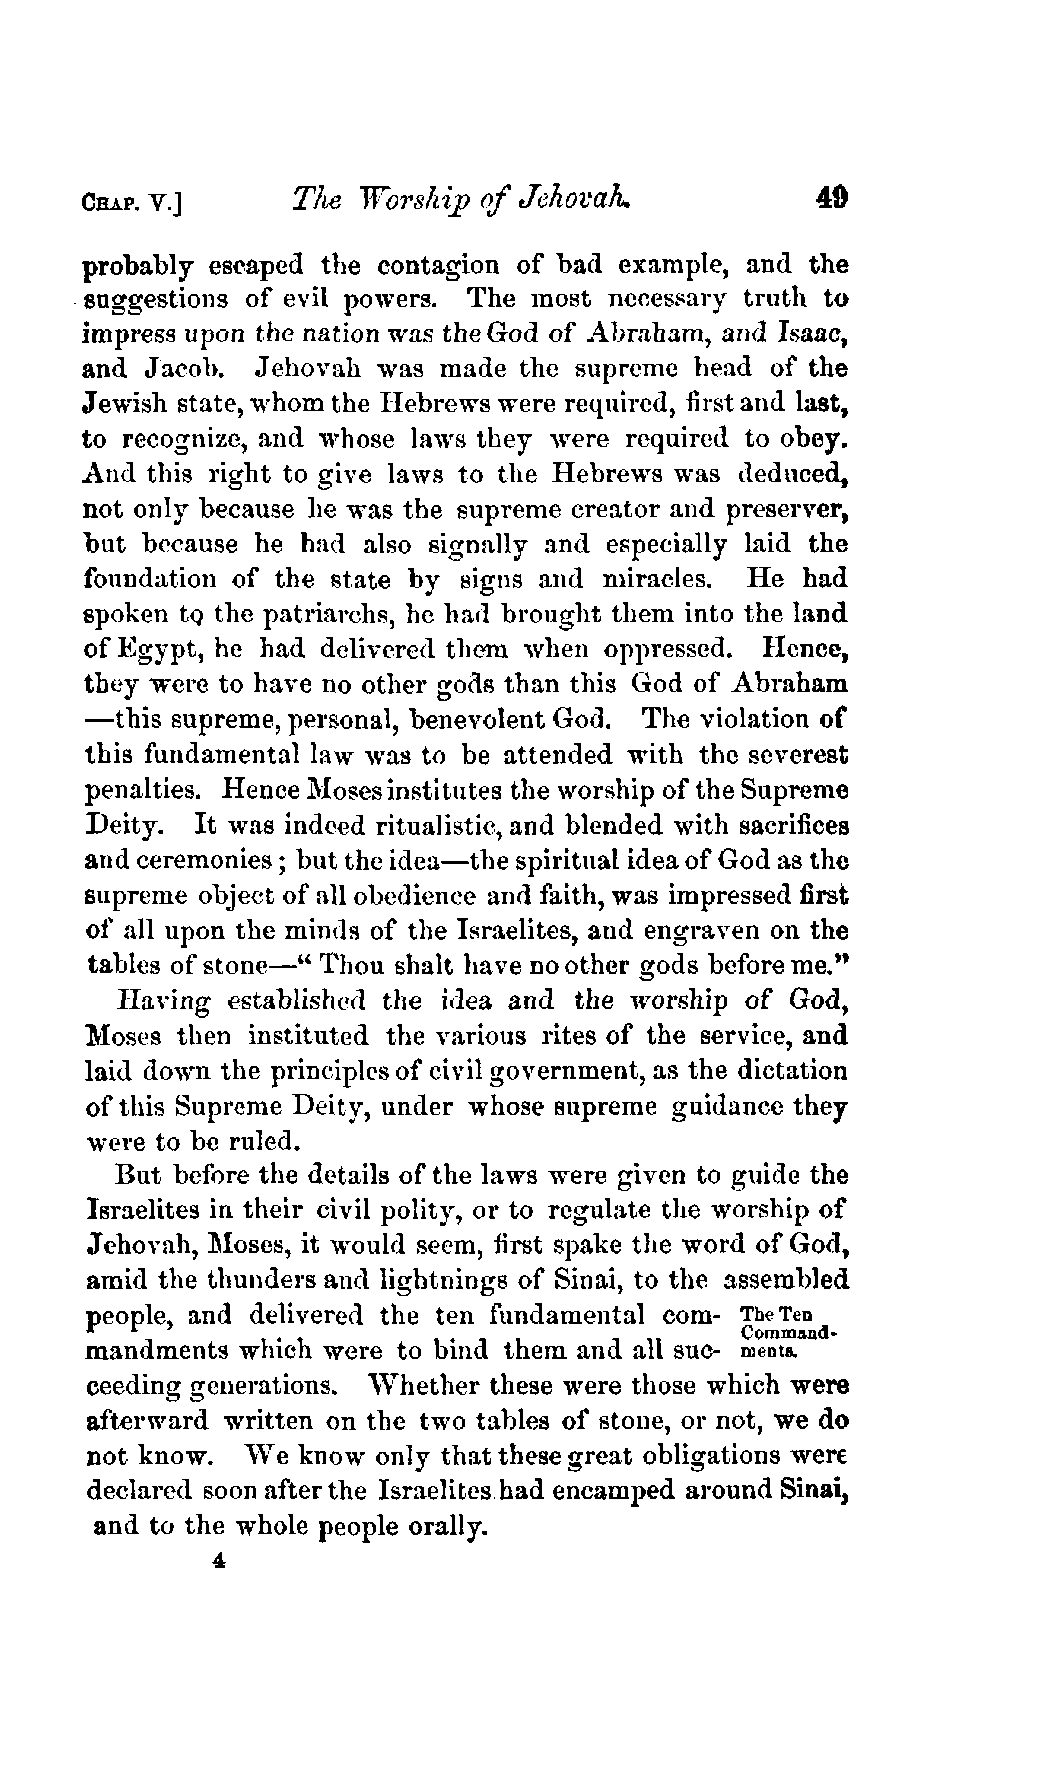 CHAP. V.] The Worship of Jehovah. 49
probably escaped the contagion of bad example, and the
suggestions of evil powers. The most necessary truth to
impress upon the nation was the God of Abraham, and Isaac,
and Jacob. Jehovah was made the supreme head of the
Jewish state, whom the Hebrews were required, first and last,
to recognize, and whose laws they were required to obey.
And this right to give laws to the Hebrews was deduced,
not only because he was the supreme creator and preserver,
but because he had also signally and especially laid the
foundation of the state by signs and miracles. He had
spoken to the patriarchs, he had brought them into the land
of Egypt, he had delivered them when oppressed. Hence,
they were to have no other gods than this God of Abraham
—this supreme, personal, benevolent God. The violation of
this fundamental law was to be attended with the severest
penalties. Hence Moses institutes the worship of the Supreme
Deity. It was indeed ritualistic, and blended with sacrifices
and ceremonies; but the idea—the spiritual idea of God as the
supreme object of all obedience and faith, was impressed first
of all upon the minds of the Israelites, and engraven on the
tables of stone—“Thou shalt have no other gods before me.”
Having established the idea and the worship of God,
Moses then instituted the various rites of the service, and
laid down the principles of civil government, as the dictation
of this Supreme Deity, under whose supreme guidance they
were to be ruled.
But before the details of the laws were given to guide the
Israelites in their civil polity, or to regulate the worship of
Jehovah, Moses, it would seem, first spake the word of God,
amid the thunders and lightnings of Sinai, to the assembled
people, and delivered the ten fundamental com-
mandments which were to bind them and all suc-
The Ten
Command-
ments.
ceeding generations. Whether these were those which were
afterward written on the two tables of stone, or not, we do
not know. We know only that these great obligations were
declared soon after the Israelites had encamped around Sinai,
and to the whole people orally.
4